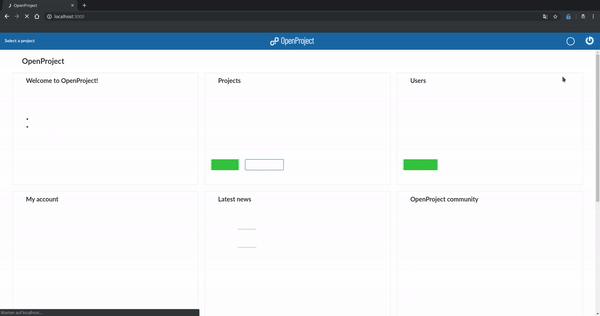 OpenProject
localhost:3000
Select a project
OpenProject
OpenProject
Welcome to OpenProject!
Projects
Users
My account
Latest news
OpenProject community
Warten auf localhost...